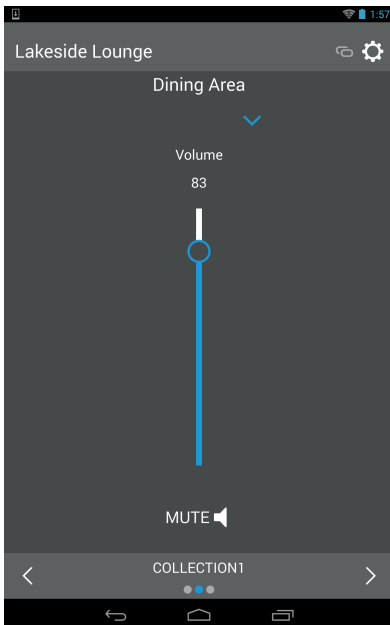 1:57
Lakeside Lounge
Dining Area
Volume
83
MUTE
COLLECTION1